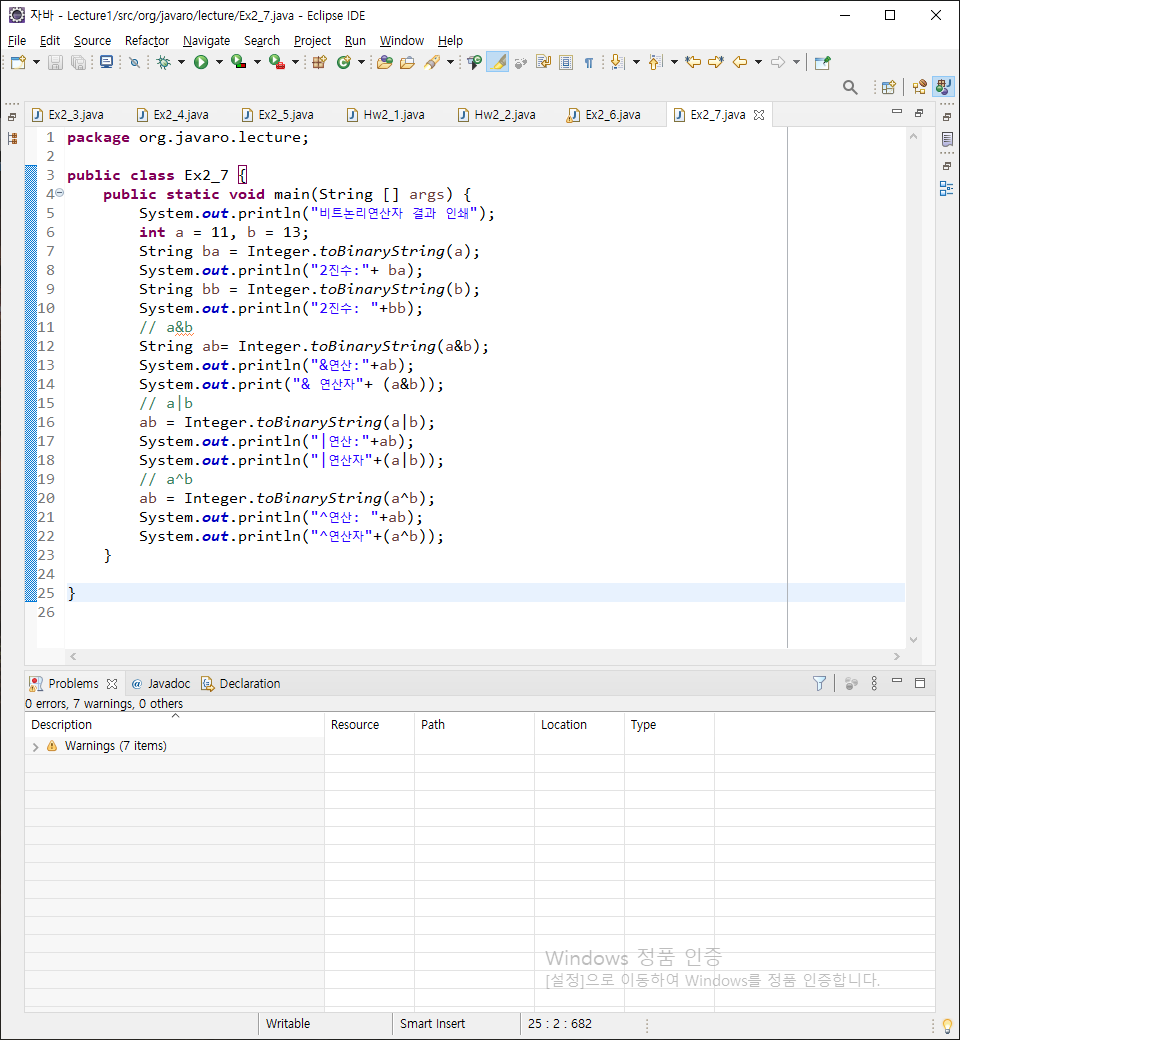 자바 - Lecture1/src/org/javaro/lecture/Ex2_7.java - Eclipse IDE
File Edit Source Refactor Navigate Search Project Run Window Help
Ex2_3.java Ex2_4.java Ex2_5.java Hw2_1.java Hw2_2.java Ex2_6.java Ex2_7.java
1 package org.javaro.lecture;
2
3 public class Ex2_7 {
4 public static void main(String [] args) {
5 System.out.println("비트논리연산자 결과 인쇄");
6 int a = 11, b = 13;
7 String ba = Integer.toBinaryString(a);
8 System.out.println("2진수:"+ ba);
9 String bb = Integer.toBinaryString(b);
10 System.out.println("2진수: "+bb);
11 // a&b
12 String ab= Integer.toBinaryString(a&b);
13 System.out.println("&연산:"+ab);
14 System.out.print("& 연산자"+ (a&b));
15 // a|b
16 ab = Integer.toBinaryString(a|b);
17 System.out.println("|연산:"+ab);
18 System.out.println("|연산자"+(a|b));
19 // a^b
20 ab = Integer.toBinaryString(a^b);
21 System.out.println("^연산: "+ab);
22 System.out.println("^연산자"+(a^b));
23 }
24
25 }
26
Problems @ Javadoc Declaration
0 errors, 7 warnings, 0 others
Description Resource Path Location Type
Warnings (7 items)
Windows 정품 인증
[설정]으로 이동하여 Windows를 정품 인증합니다.
Writable Smart Insert 25 : 2 : 682